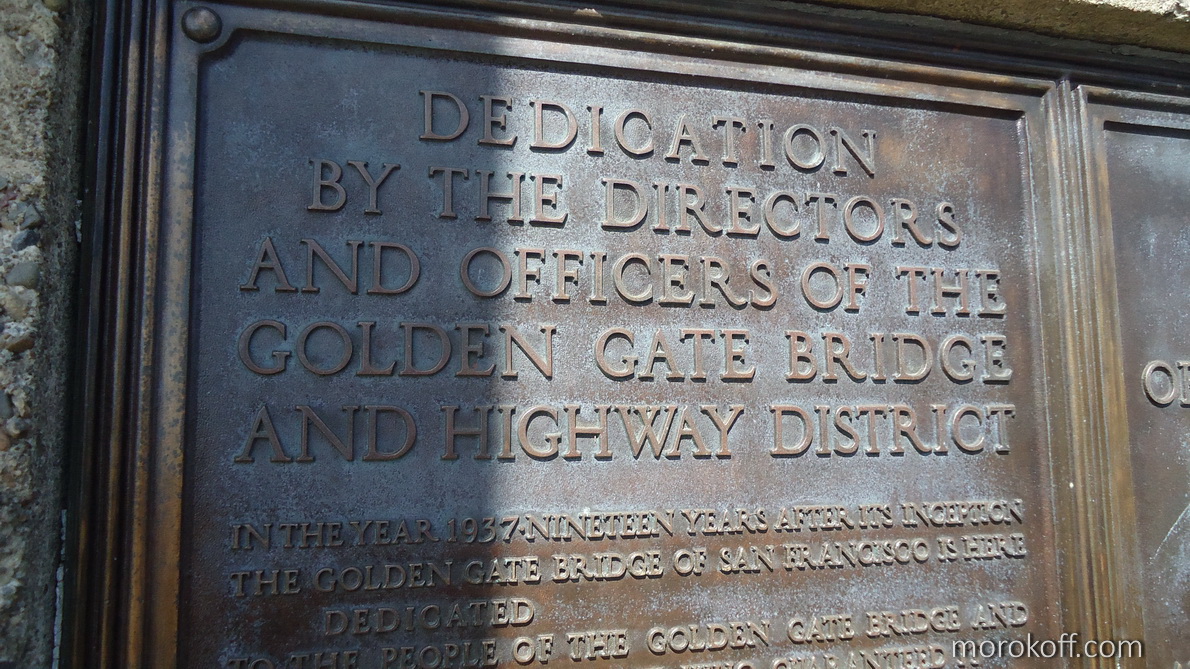 DEDICATION
BY THE DIRECTORS
AND OFFICERS OF THE
GOLDEN GATE BRIDGE
AND HIGHWAY DISTRICT
IN THE YEAR 1937·NINETEEN YEARS AFTER ITS INCEPTION
THE GOLDEN GATE BRIDGE OF SAN FRANCISCO IS HERE
DEDICATED
TO THE PEOPLE OF THE GOLDEN GATE BRIDGE AND
morokoff.com